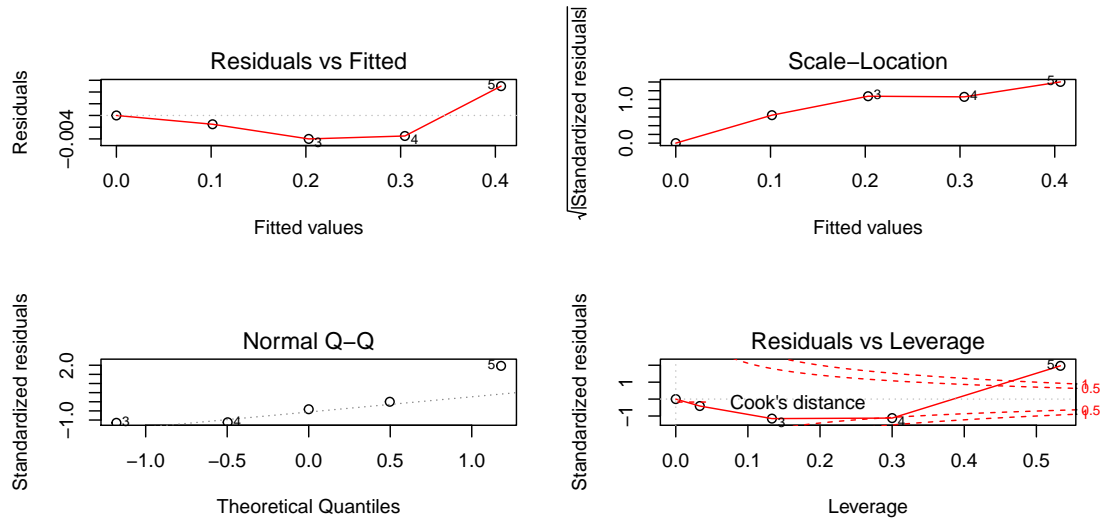 Residuals vs Fitted
Residuals
−0.004
3
4
5
0.0 0.1 0.2 0.3 0.4
Fitted values
Scale−Location
√|Standardized residuals|
0.0 1.0
3
4
5
0.0 0.1 0.2 0.3 0.4
Fitted values
Normal Q−Q
Standardized residuals
−1.0 2.0
3
4
5
−1.0 −0.5 0.0 0.5 1.0
Theoretical Quantiles
Residuals vs Leverage
Standardized residuals
−1 1
Cook's distance
3
4
5
1
0.5
0.5
1
0.0 0.1 0.2 0.3 0.4 0.5
Leverage